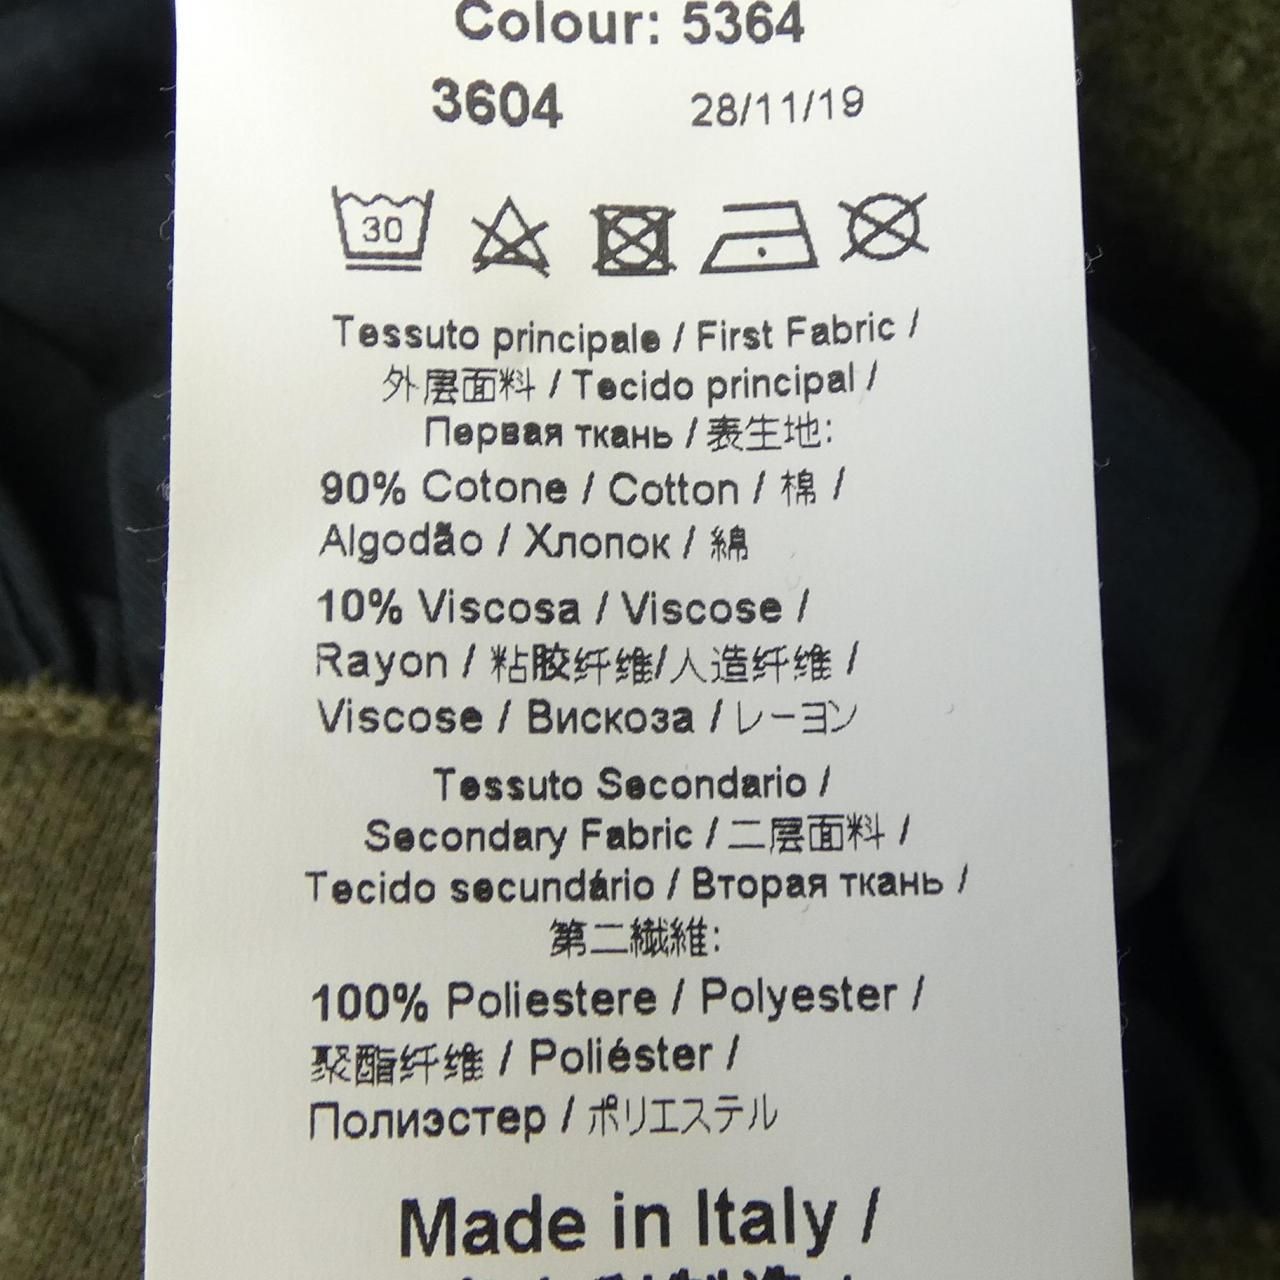 Colour: 5364
3604 28/11/19
30
Tessuto principale / First Fabric /
外层面料 / Tecido principal /
Первая ткань / 表生地:
90% Cotone / Cotton / 棉 /
Algodão / Хлопок / 綿
10% Viscosa / Viscose /
Rayon / 粘胶纤维/人造纤维 /
Viscose / Вискоза / レーヨン
Tessuto Secondario /
Secondary Fabric / 二层面料 /
Tecido secundário / Вторая ткань /
第二繊維:
100% Poliestere / Polyester /
聚酯纤维 / Poliéster /
Полиэстер / ポリエステル
Made in Italy /